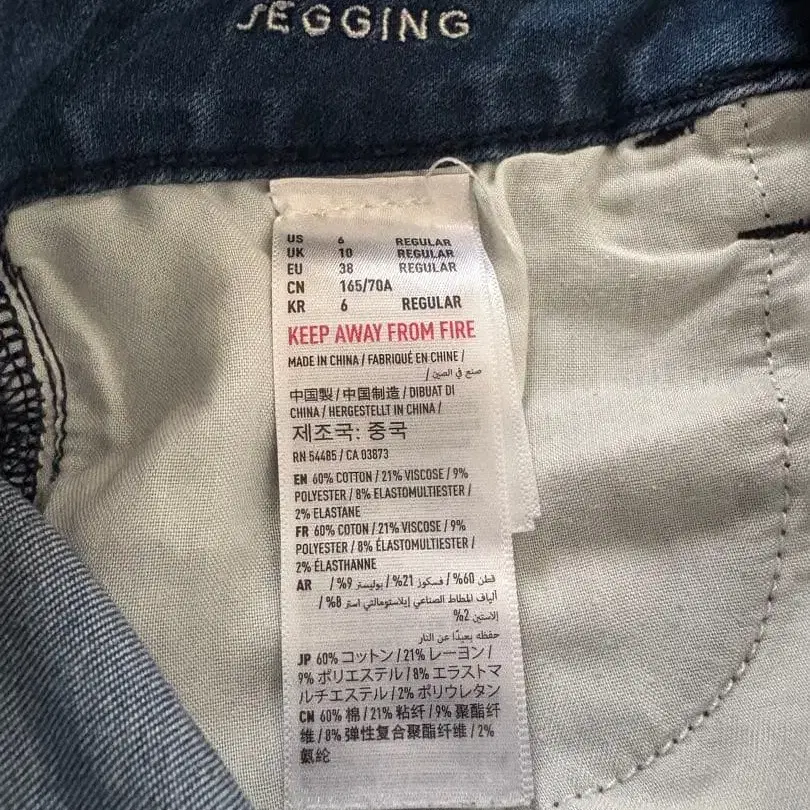 JEGGING
US 6 REGULAR
UK 10 REGULAR
EU 38 REGULAR
CN 165/70A
KR 6 REGULAR
KEEP AWAY FROM FIRE
MADE IN CHINA / FABRIQUÉ EN CHINE /
صنع في الصين /
中国製 / 中国制造 / DIBUAT DI
CHINA / HERGESTELLT IN CHINA /
제조국: 중국
RN 54485 / CA 03873
EN 60% COTTON / 21% VISCOSE / 9%
POLYESTER / 8% ELASTOMULTIESTER /
2% ELASTANE
FR 60% COTON / 21% VISCOSE / 9%
POLYESTER / 8% ÉLASTOMULTIESTER /
2% ÉLASTHANNE
AR قطن 60% / فسكوز 21% / بوليستر 9% /
ألياف المطاط الصناعي إيلاستومالتي استر 8% /
إلاستين 2%
حفظه بعيدًا عن النار
JP 60% コットン / 21% レーヨン /
9% ポリエステル / 8% エラストマ
ルチエステル / 2% ポリウレタン
CN 60% 棉 / 21% 粘纤 / 9% 聚酯纤
维 / 8% 弹性复合聚酯纤维 / 2%
氨纶